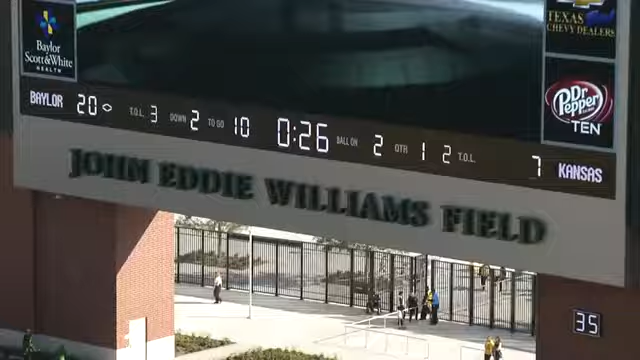 Baylor
Scott&White
HEALTH
TEXAS
CHEVY DEALERS
Dr Pepper
TEN
BAYLOR 20 T.O.L. 3 DOWN 2 TO GO 10 0:26 BALL ON 2 QTR 1 2 T.O.L. 7 KANSAS
JOHN EDDIE WILLIAMS FIELD
35